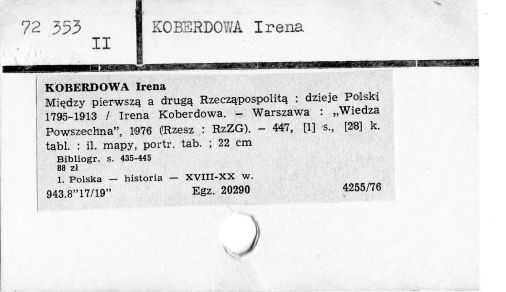 72 353
II
KOBERDOWA Irena
KOBERDOWA Irena
Między pierwszą a drugą Rzecząpospolitą : dzieje Polski
1795-1913 / Irena Koberdowa. – Warszawa : „Wiedza
Powszechna”, 1976 (Rzesz : RzZG). – 447, [1] s., [28] k.
tabl. : il. mapy, portr. tab. ; 22 cm
Bibliogr. s. 435-445
88 zł
1. Polska — historia — XVIII-XX w.
943.8"17/19" Egz. 20290 4255/76